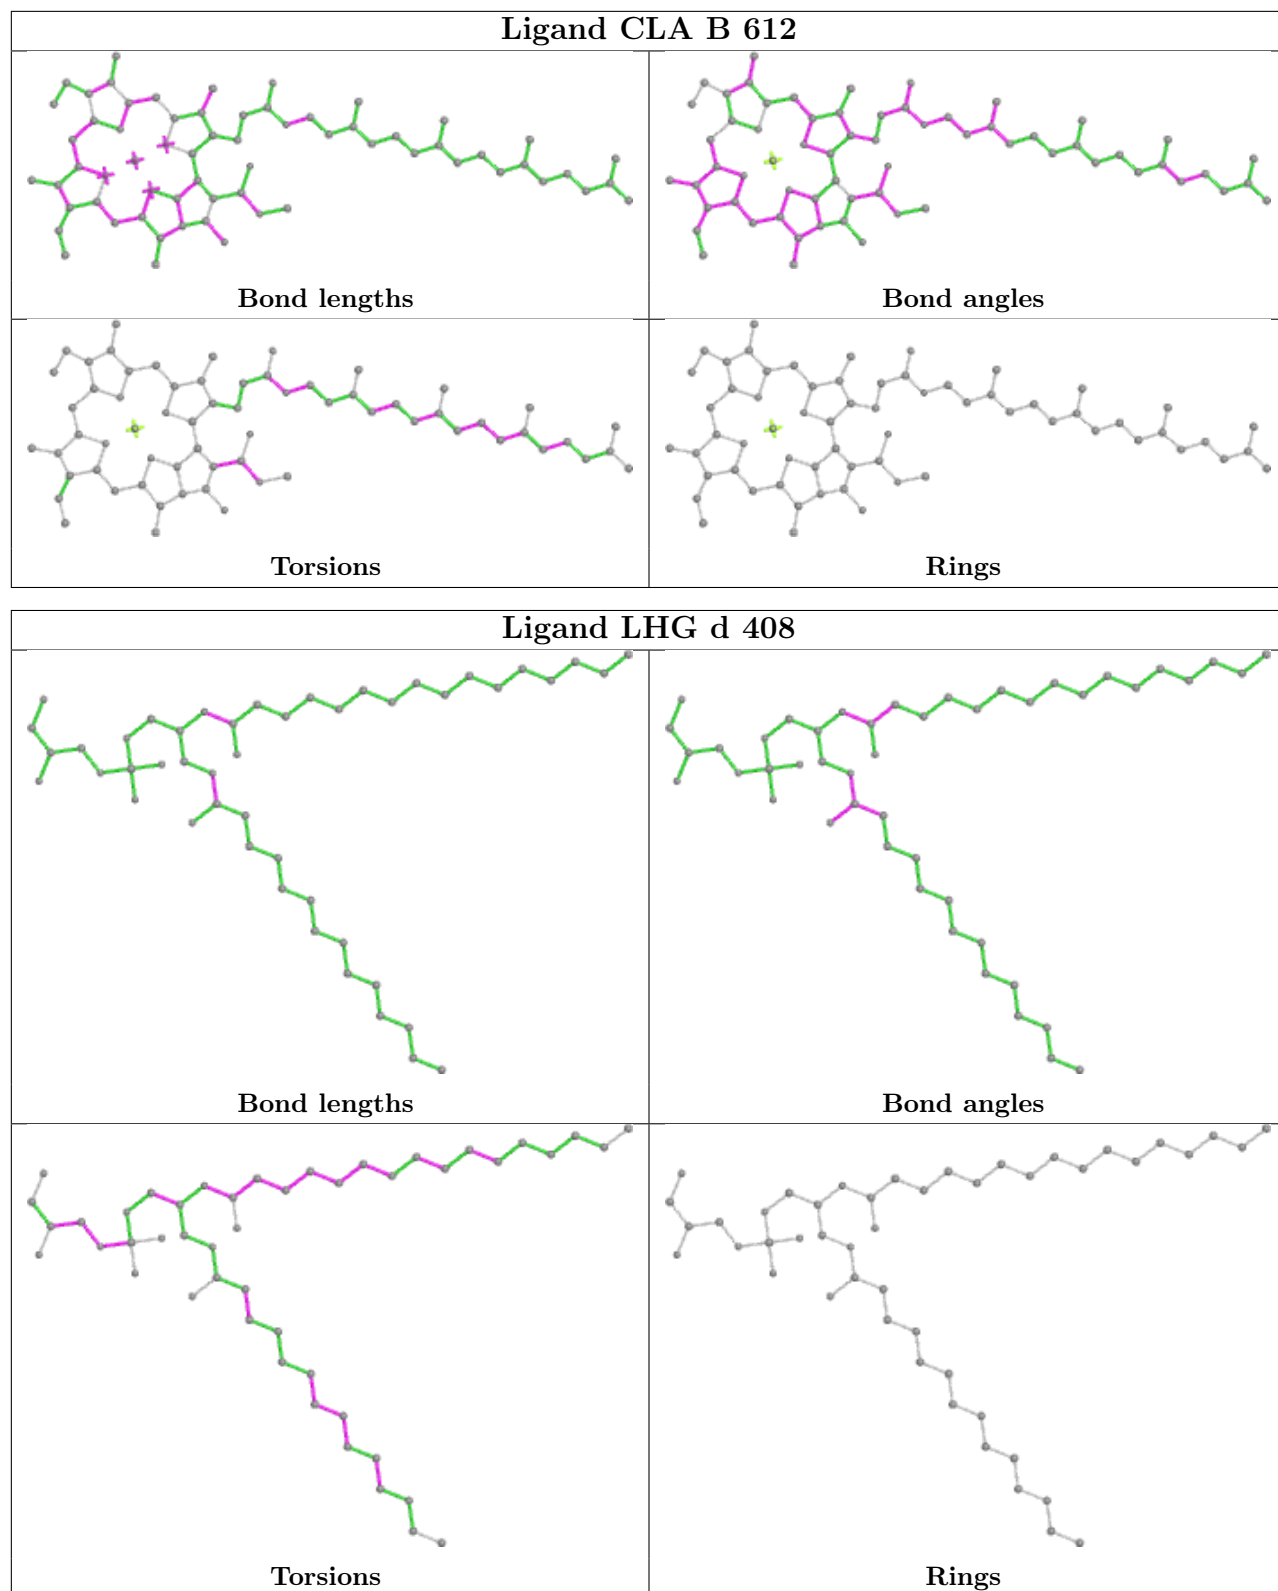 Ligand CLA B 612
Bond lengths
Bond angles
Torsions
Rings
Ligand LHG d 408
Bond lengths
Bond angles
Torsions
Rings